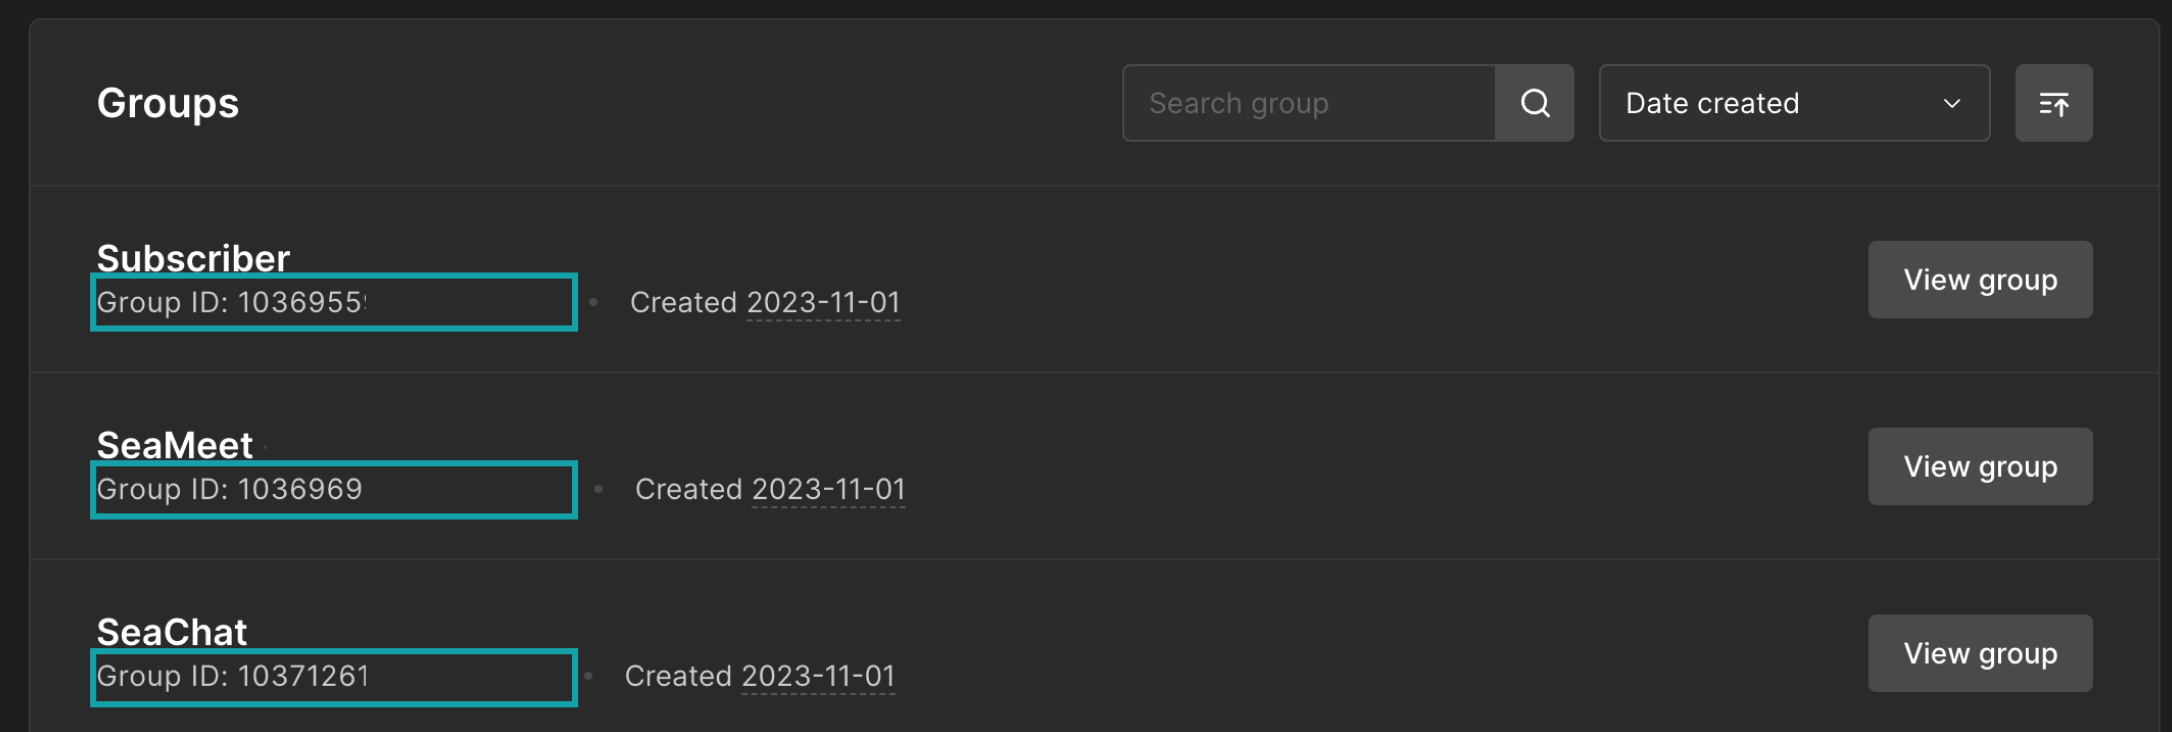 Groups
Search group
Date created
Subscriber
Group ID: 1036955
Created 2023-11-01
View group
SeaMeet
Group ID: 1036969
Created 2023-11-01
View group
SeaChat
Group ID: 10371261
Created 2023-11-01
View group